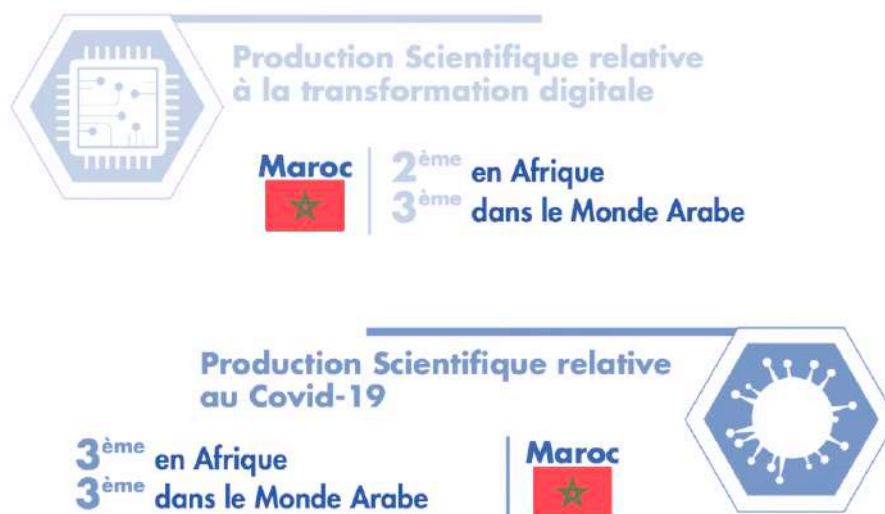 Production Scientifique relative
à la transformation digitale
Maroc
2ème en Afrique
3ème dans le Monde Arabe
Production Scientifique relative
au Covid-19
3ème en Afrique
3ème dans le Monde Arabe
Maroc